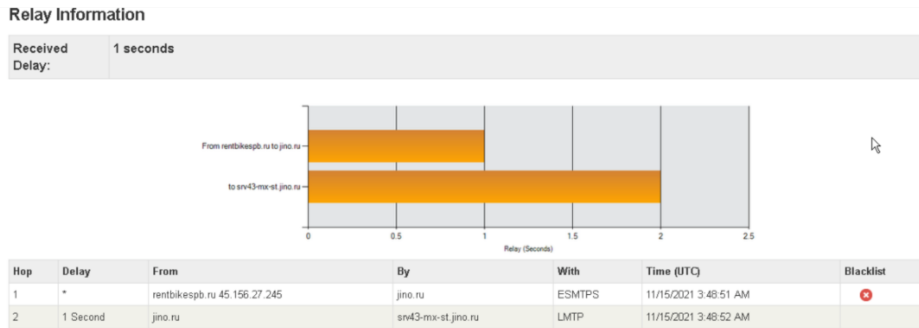 Relay Information
Received Delay: 1 seconds
From rentbikespb.ru to jino.ru
to srv43-mx-st.jino.ru
0 0.5 1 1.5 2 2.5
Relay (Seconds)
Hop Delay From By With Time (UTC) Blacklist
1 * rentbikespb.ru 45.156.27.245 jino.ru ESMTPS 11/15/2021 3:48:51 AM
2 1 Second jino.ru srv43-mx-st.jino.ru LMTP 11/15/2021 3:48:52 AM